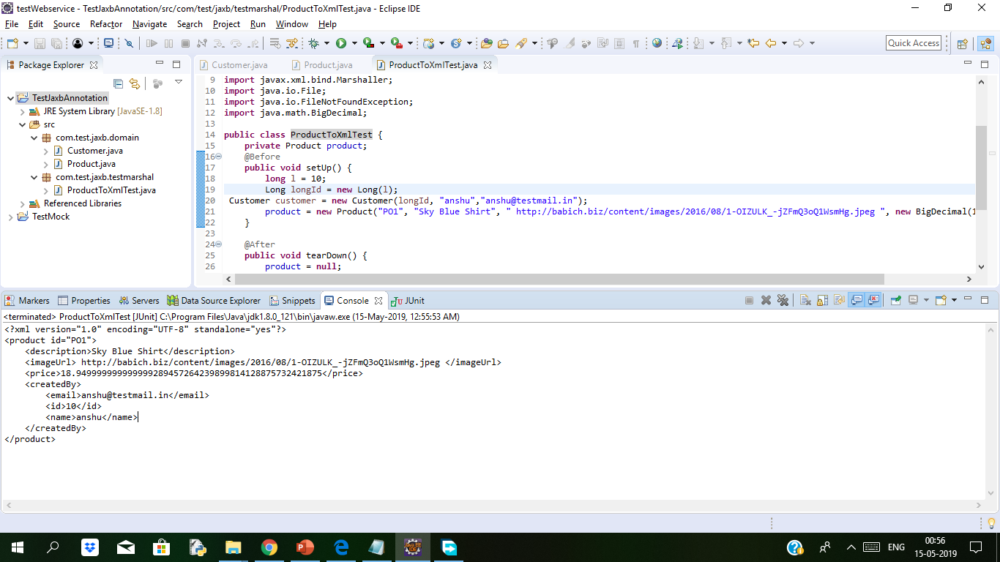 testWebservice - TestJaxbAnnotation/src/com/test/jaxb/testmarshal/ProductToXmlTest.java - Eclipse IDE
File Edit Source Refactor Navigate Search Project Run Window Help
Quick Access
Package Explorer
TestJaxbAnnotation
JRE System Library [JavaSE-1.8]
src
com.test.jaxb.domain
Customer.java
Product.java
com.test.jaxb.testmarshal
ProductToXmlTest.java
Referenced Libraries
TestMock
Customer.java Product.java ProductToXmlTest.java
9 import javax.xml.bind.Marshaller;
10 import java.io.File;
11 import java.io.FileNotFoundException;
12 import java.math.BigDecimal;
13
14 public class ProductToXmlTest {
15 private Product product;
16 @Before
17 public void setUp() {
18 long l = 10;
19 Long longId = new Long(l);
20 Customer customer = new Customer(longId, "anshu","anshu@testmail.in");
21 product = new Product("PO1", "Sky Blue Shirt", " http://babich.biz/content/images/2016/08/1-OIZULK_-jZFmQ3oQ1WsmHg.jpeg ", new BigDecimal(1
22 }
23
24 @After
25 public void tearDown() {
26 product = null;
Markers Properties Servers Data Source Explorer Snippets Console JUnit
<terminated> ProductToXmlTest [JUnit] C:\Program Files\Java\jdk1.8.0_121\bin\javaw.exe (15-May-2019, 12:55:53 AM)
<?xml version="1.0" encoding="UTF-8" standalone="yes"?>
<product id="PO1">
<description>Sky Blue Shirt</description>
<imageUrl> http://babich.biz/content/images/2016/08/1-OIZULK_-jZFmQ3oQ1WsmHg.jpeg </imageUrl>
<price>18.949999999999999289457264239899814128875732421875</price>
<createdBy>
<email>anshu@testmail.in</email>
<id>10</id>
<name>anshu</name>
</createdBy>
</product>
ENG
00:56
15-05-2019